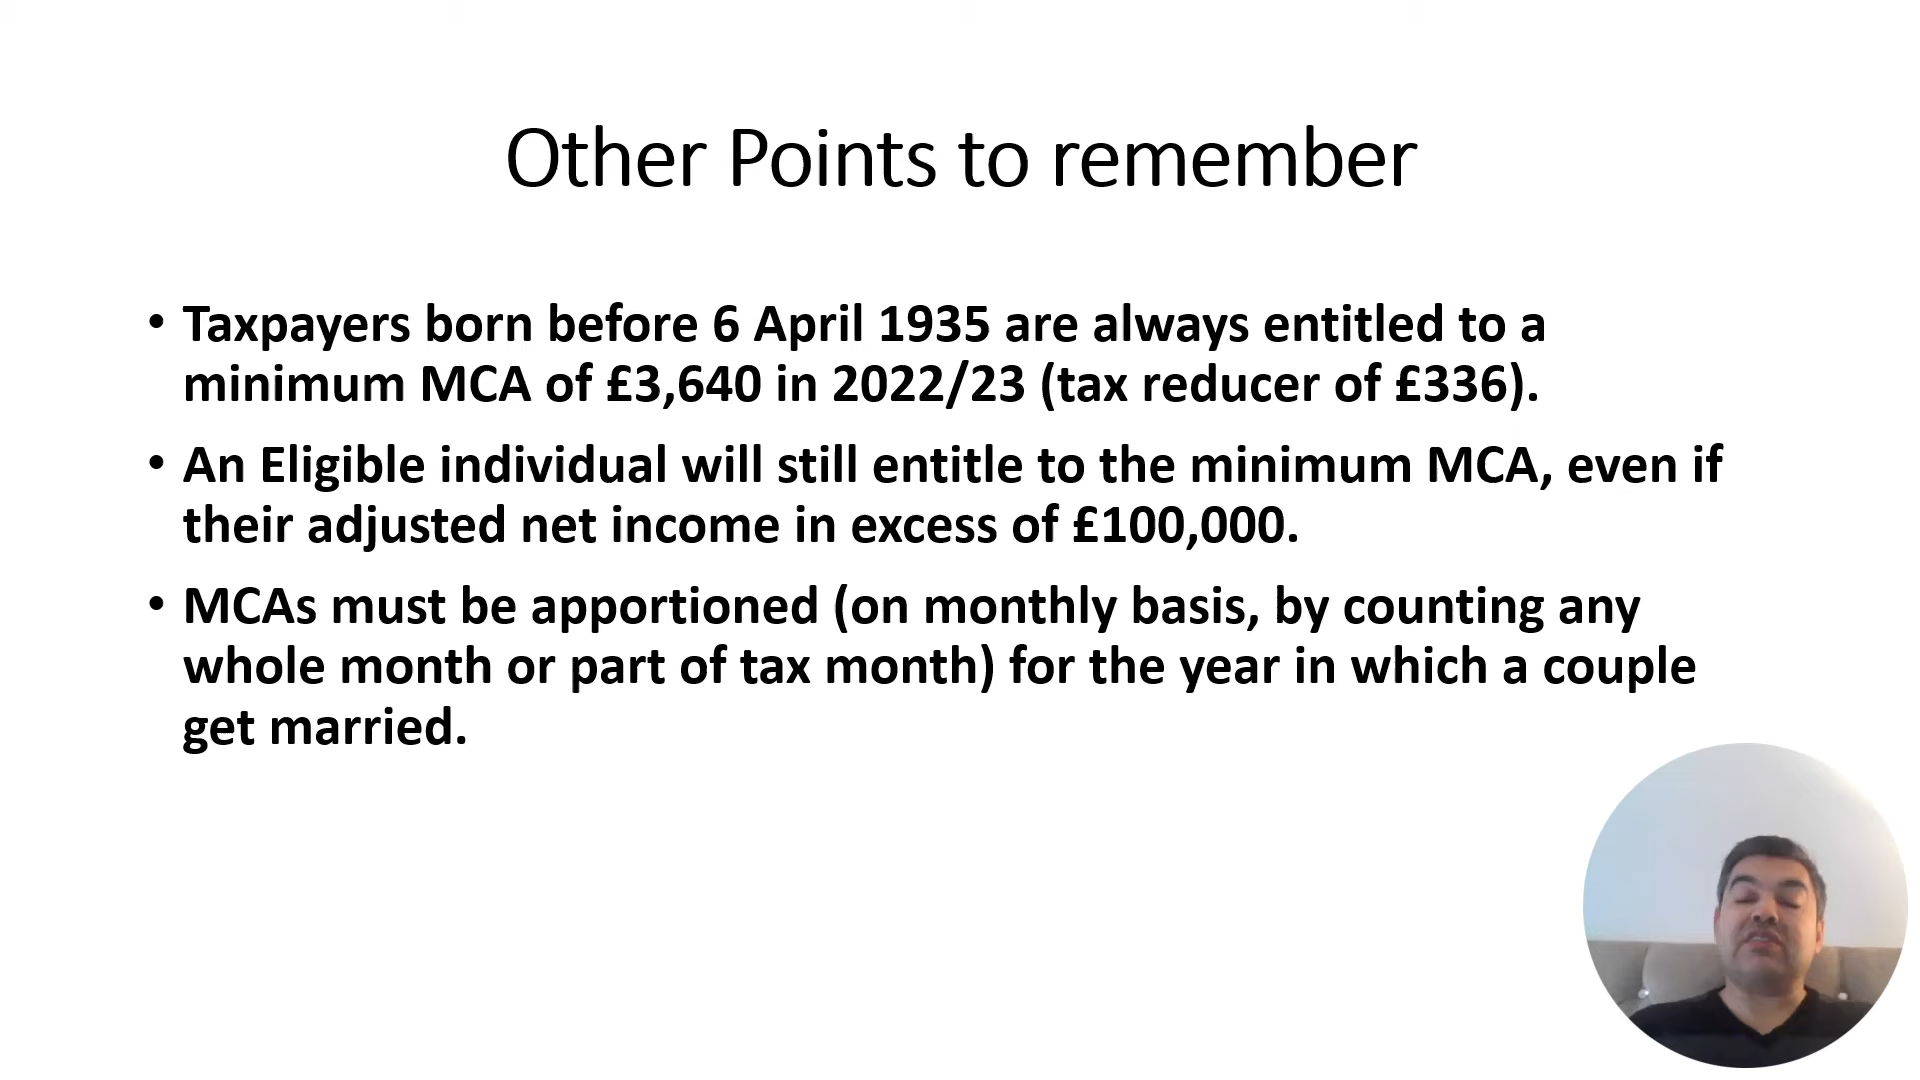 Other Points to remember
• Taxpayers born before 6 April 1935 are always entitled to a
minimum MCA of £3,640 in 2022/23 (tax reducer of £336).
• An Eligible individual will still entitle to the minimum MCA, even if
their adjusted net income in excess of £100,000.
• MCAs must be apportioned (on monthly basis, by counting any
whole month or part of tax month) for the year in which a couple
get married.